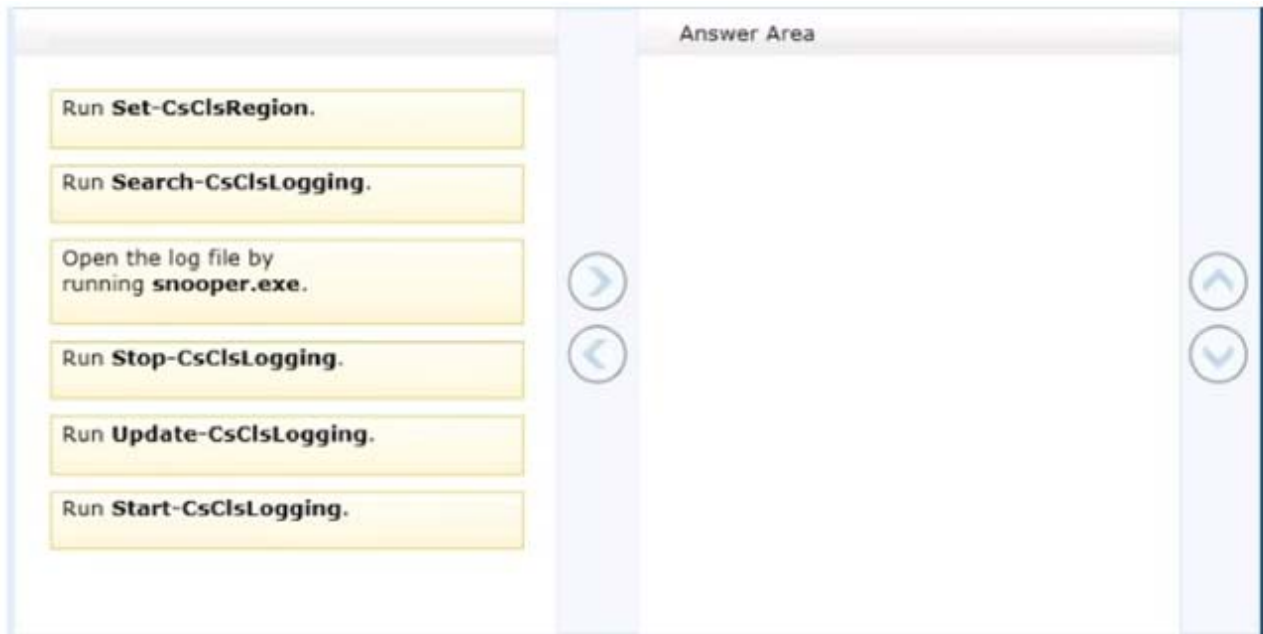 Answer Area
Run Set-CsClsRegion.
Run Search-CsClsLogging.
Open the log file by
running snooper.exe.
Run Stop-CsClsLogging.
Run Update-CsClsLogging.
Run Start-CsClsLogging.